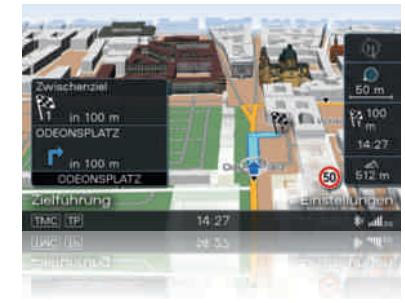 Zwischenziel
1 in 100 m
ODEONSPLATZ
in 100 m
ODEONSPLATZ
50 m
100
m
14:27
512 m
50
Zielführung
Einstellungen
TMC TP
14:27